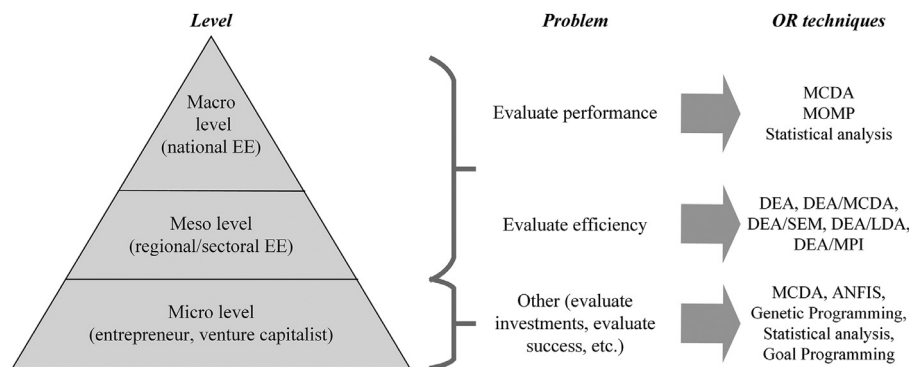 Level
Problem
OR techniques
Macro
level
(national EE)
Evaluate performance
MCDA
MOMP
Statistical analysis
Meso level
(regional/sectoral EE)
Evaluate efficiency
DEA, DEA/MCDA,
DEA/SEM, DEA/LDA,
DEA/MPI
Micro level
(entrepreneur, venture capitalist)
Other (evaluate
investments, evaluate
success, etc.)
MCDA, ANFIS,
Genetic Programming,
Statistical analysis,
Goal Programming